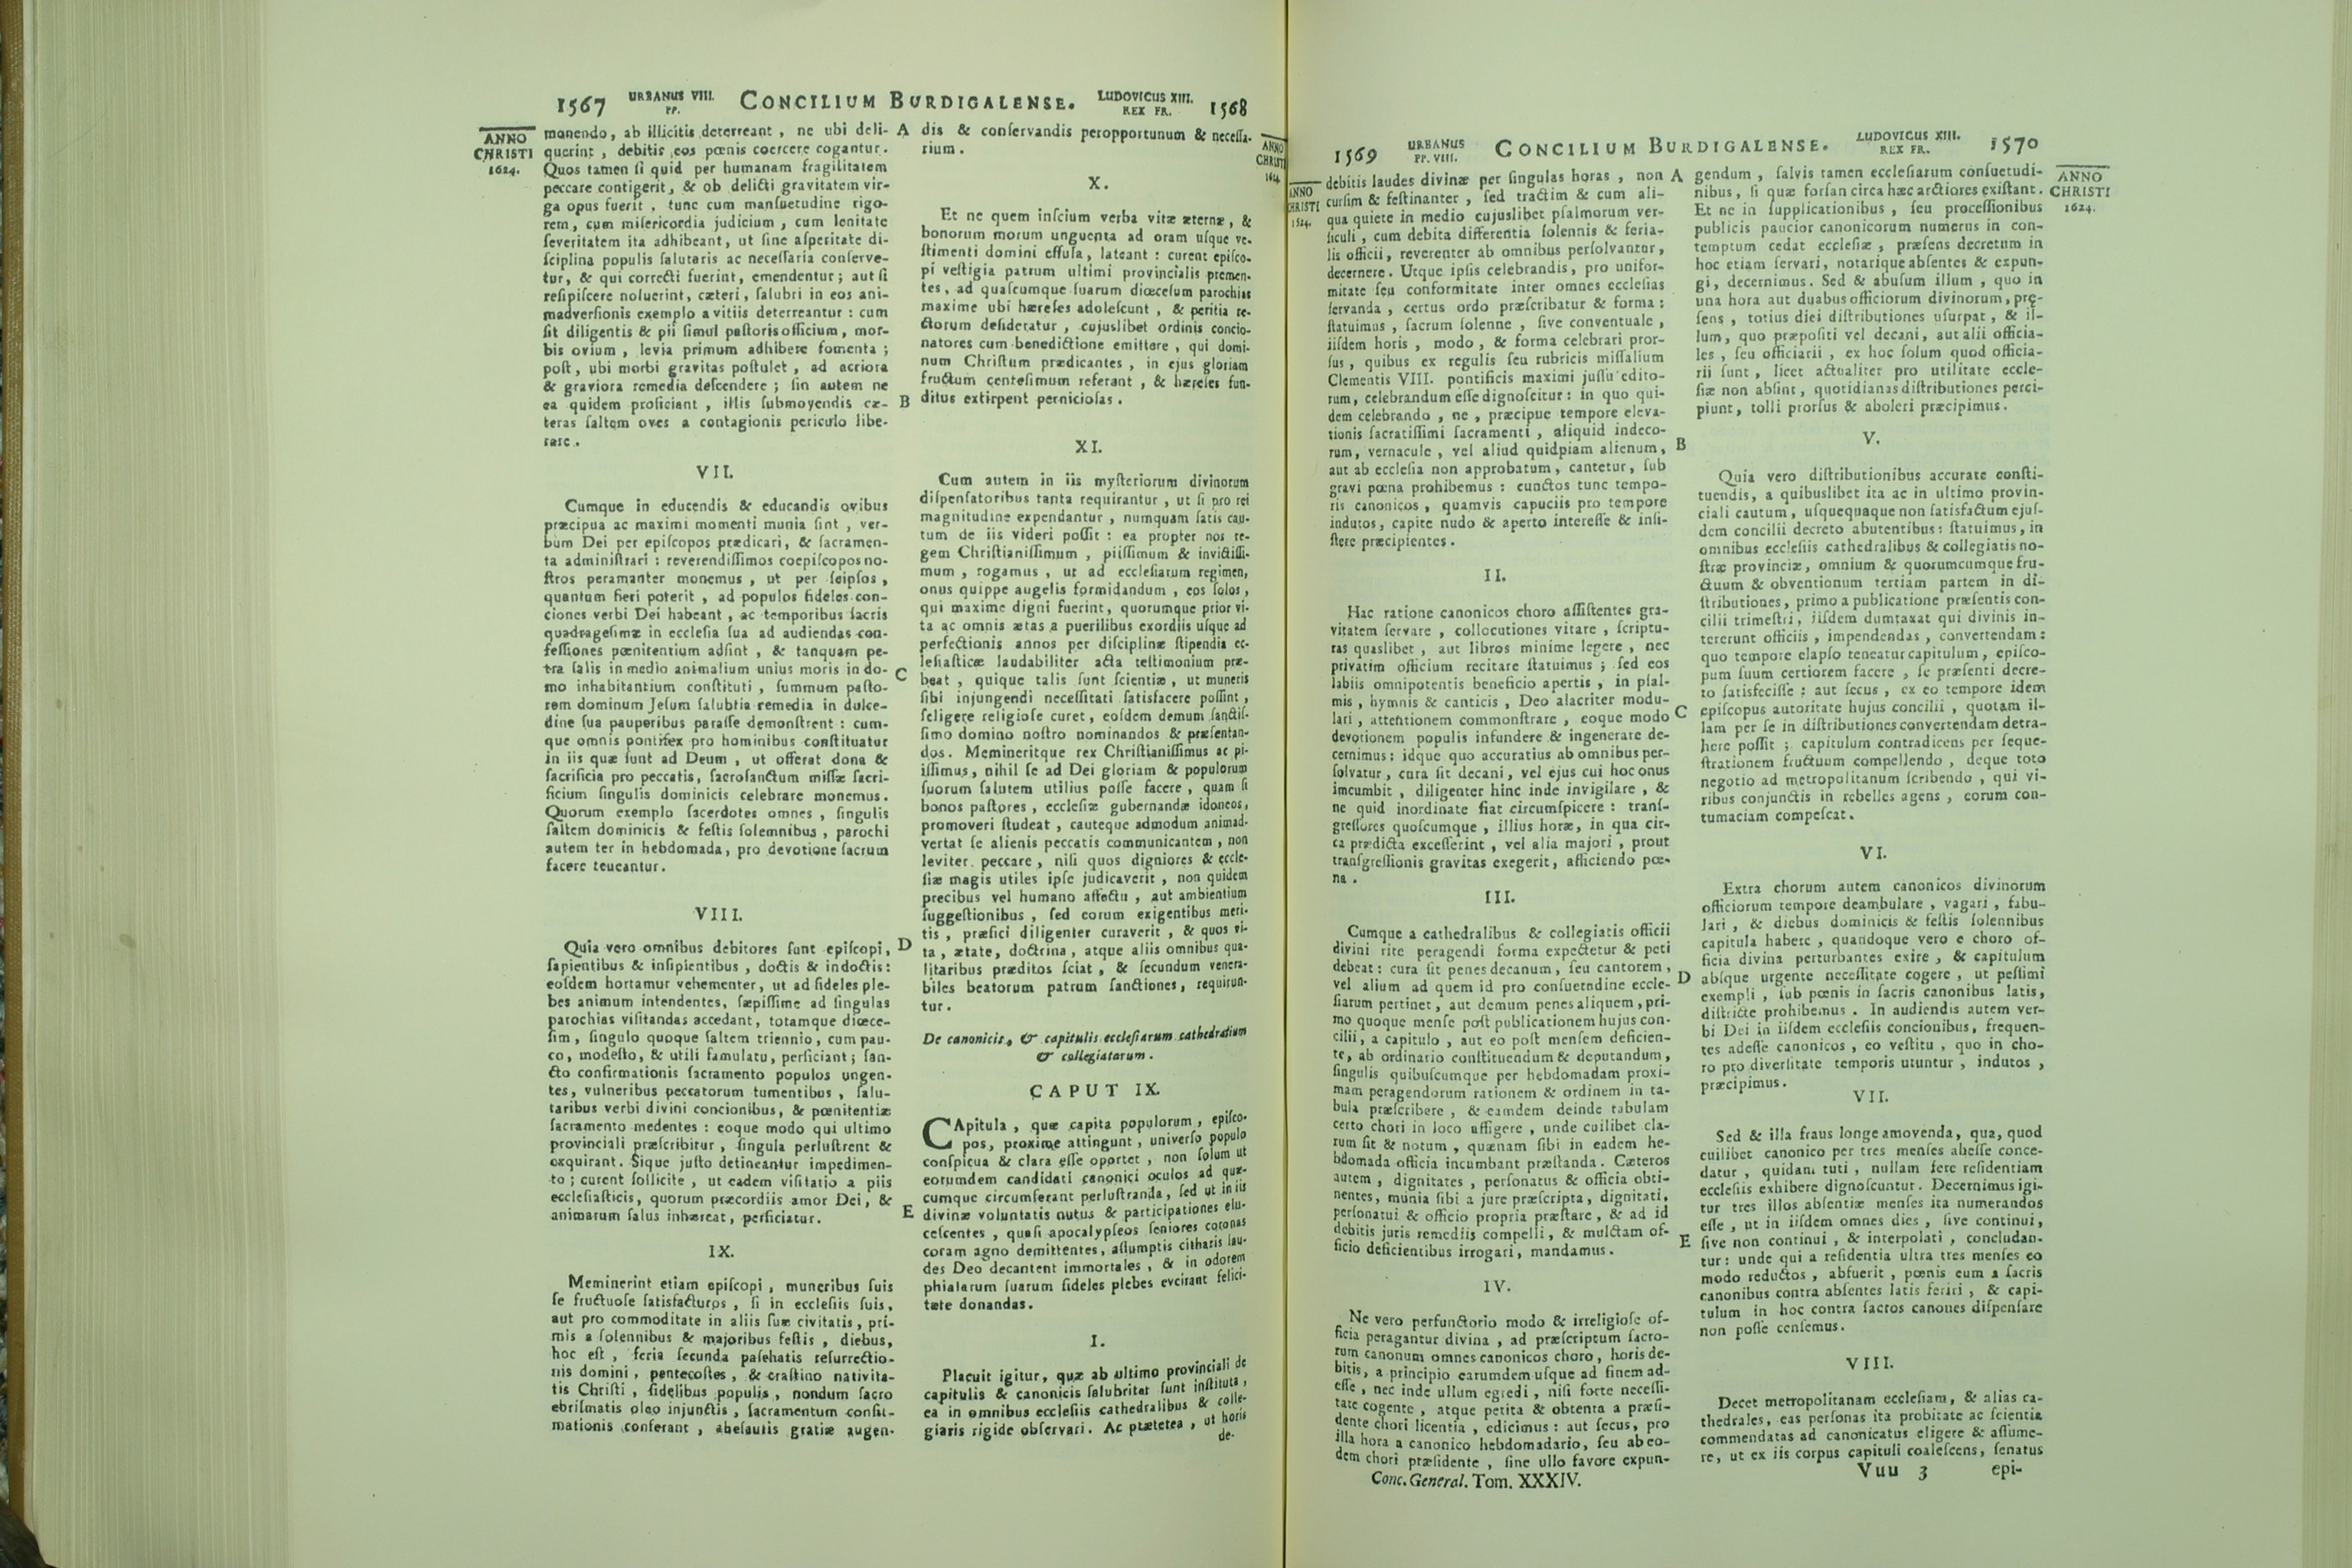 1567 URBANUS VIII. PP. CONCILIUM BURDIGALENSE. LUDOVICUS XIII. REX FR. 1568
ANNO
CHRISTI
1624.
monendo, ab illicitis deterreant, ne ubi deli-
querint, debitis eos pœnis coercere cogantur.
Quos tamen ſi quid per humanam fragilitatem
peccare contigerit, & ob delicti gravitatem vir-
ga opus fuerit, tunc cum manſuetudine rigo-
rem, cum miſericordia judicium, cum lenitate
ſeveritatem ita adhibeant, ut ſine aſperitate di-
ſciplina populis ſalutaris ac neceſſaria conſerve-
tur, & qui correcti fuerint, emendentur; aut ſi
reſipiſcere noluerint, cæteri, ſalubri in eos ani-
madverſionis exemplo a vitiis deterreantur: cum
ſit diligentis & pii ſimul paſtoris officium, mor-
bis ovium, levia primum adhibere fomenta;
poſt, ubi morbi gravitas poſtulet, ad acriora
& graviora remedia deſcendere; ſin autem ne
ea quidem proficiant, illis ſubmovendis cæ-
teras ſaltem oves a contagionis periculo libe-
rare.
VII.
Cumque in educendis & educandis ovibus
præcipua ac maximi momenti munia ſint, ver-
bum Dei per epiſcopos prædicari, & ſacramen-
ta adminiſtrari: reverendiſſimos coepiſcopos no-
ſtros peramanter monemus, ut per ſeipſos,
quantum fieri poterit, ad populos fideles con-
ciones verbi Dei habeant, ac temporibus ſacris
quadrageſimæ in eccleſia ſua ad audiendas con-
feſſiones pœnitentium adſint, & tanquam pe-
tra ſalis in medio animalium unius moris in do-
mo inhabitantium conſtituti, ſummum paſto-
rem dominum Jeſum ſalubria remedia in dulce-
dine ſua pauperibus paraſſe demonſtrent: cum-
que omnis pontifex pro hominibus conſtituatur
in iis quæ ſunt ad Deum, ut offerat dona &
ſacrificia pro peccatis, ſacroſanctum miſſæ ſacri-
ficium ſingulis dominicis celebrare monemus.
Quorum exemplo ſacerdotes omnes, ſingulis
ſaltem dominicis & feſtis ſolemnibus, parochi
autem ter in hebdomada, pro devotione ſacrum
facere teucantur.
VIII.
Quia vero omnibus debitores ſunt epiſcopi,
ſapientibus & inſipientibus, doctis & indoctis:
eoſdem hortamur vehementer, ut ad fideles ple-
bes animum intendentes, ſæpiſſime ad ſingulas
parochias viſitandas accedant, totamque diœce-
ſim, ſingulo quoque ſaltem triennio, cum pau-
co, modeſto, & utili famulatu, perficiant; ſan-
cto confirmationis ſacramento populos ungen-
tes, vulneribus peccatorum tumentibus, ſalu-
taribus verbi divini concionibus, & pœnitentiæ
ſacramento medentes: eoque modo qui ultimo
provinciali præſcribitur, ſingula perluſtrent &
exquirant. Sique juſto detineantur impedimen-
to; curent ſollicite, ut eadem viſitatio a piis
eccleſiaſticis, quorum præcordiis amor Dei, &
animarum ſalus inhæreat, perficiatur.
IX.
Meminerint etiam epiſcopi, muneribus ſuis
ſe fructuoſe ſatisfacturos, ſi in eccleſiis ſuis,
aut pro commoditate in aliis ſuæ civitatis, pri-
mis a ſolennibus & majoribus feſtis, diebus,
hoc eſt, feria ſecunda paſchatis reſurrectio-
nis domini, pentecoſtes, & craſtino nativita-
tis Chriſti, fidelibus populis, nondum ſacro
chriſmatis oleo injunctis, ſacramentum confir-
mationis conferant, abeſautis gratiæ augen-
A
B
C
D
E
dis & conſervandis peropportunum & neceſſa-
rium.
X.
Et ne quem inſcium verba vitæ æternæ, &
bonorum morum unguenta ad oram uſque ve-
ſtimenti domini effuſa, lateant: curent epiſco-
pi veſtigia patrum ultimi provincialis premen-
tes, ad quaſcumque ſuarum diœceſum parochias
maxime ubi hæreſes adoleſcunt, & peritia re-
ctorum deſideratur, cujuslibet ordinis concio-
natores cum benedictione emittere, qui domi-
num Chriſtum prædicantes, in ejus gloriam
fructum centeſimum referant, & hæreſes fun-
ditus extirpent pernicioſas.
XI.
Cum autem in iis myſteriorum divinorum
diſpenſatoribus tanta requirantur, ut ſi pro rei
magnitudine expendantur, numquam ſatis cau-
tum de iis videri poſſit: ea propter nos re-
gem Chriſtianiſſimum, piiſſimum & invictiſſi-
mum, rogamus, ut ad eccleſiarum regimen,
onus quippe augelis formidandum, eos ſolos,
qui maxime digni fuerint, quorumque prior vi-
ta ac omnis ætas a puerilibus exordiis uſque ad
perfectionis annos per diſciplinæ ſtipendia ec-
leſiaſticæ laudabiliter acta teſtimonium præ-
beat, quique talis ſunt ſcientiæ, ut muneris
ſibi injungendi neceſſitati ſatisfacere poſſint,
ſeligere religioſe curet, eoſdem demum ſanctiſ-
ſimo domino noſtro nominandos & præſentan-
dos. Memineritque rex Chriſtianiſſimus ac pi-
iſſimus, nihil ſe ad Dei gloriam & populorum
ſuorum ſalutem utilius poſſe facere, quam ſi
bonos paſtores, eccleſiæ gubernandæ idoneos,
promoveri ſtudeat, cauteque admodum animad-
vertat ſe alienis peccatis communicantem, non
leviter peccare, niſi quos digniores & eccle-
ſiæ magis utiles ipſe judicaverit, non quidem
precibus vel humano affectu, aut ambientium
ſuggeſtionibus, ſed eorum exigentibus meri-
tis, præfici diligenter curaverit, & quos vi-
ta, ætate, doctrina, atque aliis omnibus qua-
litaribus præditos ſciat, & ſecundum venera-
biles beatorum patrum ſanctiones, requirun-
tur.
De canonicis, & capitulis eccleſiarum cathedralium
& collegiatarum.
CAPUT IX.
CApitula, quæ capita populorum, epiſco-
pos, proxime attingunt, univerſo populo
conſpicua & clara eſſe oportet, non ſolum ut
eorumdem candidati canonici oculos ad quæ-
cumque circumferant perluſtranda, ſed ut in iis
divinæ voluntatis nutus & participationes elu-
ceſcentes, quaſi apocalypſeos ſeniores coronas
coram agno demittentes, aſſumptis citharis lau-
des Deo decantent immortales, & in odorem
phialarum ſuarum fideles plebes evcirant felici-
tate donandas.
I.
Placuit igitur, quæ ab ultimo provinciali de
capitulis & canonicis ſalubriter ſunt inſtituta,
ea in omnibus eccleſiis cathedralibus & colle-
giaris rigide obſervari. Ac ptæterea, ut horis
de-
ANNO
CHRISTI
1624
1569 URBANUS PP. VIII. CONCILIUM BURDIGALENSE. LUDOVICUS XIII. REX FR. 1570
ANNO
CHRISTI
1524.
debitis laudes divinæ per ſingulas horas, non
curſim & feſtinanter, ſed tractim & cum ali-
qua quiete in medio cujuslibet pſalmorum ver-
ſiculi, cum debita differentia ſolennis & feria-
lis officii, reverenter ab omnibus perſolvantur,
decernere. Utque ipſis celebrandis, pro unifor-
mitate ſeu conformitate inter omnes eccleſias
ſervanda, certus ordo præſcribatur & forma:
ſtatuimus, ſacrum ſolenne, ſive conventuale,
iiſdem horis, modo, & forma celebrari pror-
ſus, quibus ex regulis ſeu rubricis miſſalium
Clementis VIII. pontificis maximi juſſu edito-
rum, celebrandum eſſe dignoſcitur: in quo qui-
dem celebrando, ne, præcipue tempore eleva-
tionis ſacratiſſimi ſacramenti, aliquid indeco-
rum, vernacule, vel aliud quidpiam alienum,
aut ab eccleſia non approbatum, cantetur, ſub
gravi pœna prohibemus: cunctos tunc tempo-
ris canonicos, quamvis capuciis pro tempore
indutos, capite nudo & aperto intereſſe & inſi-
ſtere præcipientes.
II.
Hac ratione canonicos choro aſſiſtentes gra-
vitatem ſervare, collocutiones vitare, ſcriptu-
ras quaslibet, aut libros minime legere, nec
privatim officium recitare ſtatuimus; ſed eos
labiis omnipotentis beneficio apertis, in pſal-
mis, hymnis & canticis, Deo alacriter modu-
lari, attentionem commonſtrare, eoque modo
devotionem populis infundere & ingenerare de-
cernimus: idque quo accuratius ab omnibus per-
ſolvatur, cura ſit decani, vel ejus cui hoc onus
imcumbit, diligenter hinc inde invigilare, &
ne quid inordinate fiat circumſpicere: tranſ-
greſſores quoſcumque, illius horæ, in qua cir-
ca prædicta exceſſerint, vel alia majori, prout
tranſgreſſionis gravitas exegerit, afficiendo pœ-
na.
III.
Cumque a cathedralibus & collegiatis officii
divini rite peragendi forma expectetur & peti
debeat: cura ſit penes decanum, ſeu cantorem,
vel alium ad quem id pro conſuetndine eccle-
ſiarum pertinet, aut demum penes aliquem, pri-
mo quoque menſe poſt publicationem hujus con-
cilii, a capitulo, aut eo poſt menſem deficien-
te, ab ordinario conſtituendum & deputandum,
ſingulis quibuſcumque per hebdomadam proxi-
mam peragendorum rationem & ordinem in ta-
bula præſcribere, & eamdem deinde tabulam
certo chori in loco affigere, unde cuilibet cla-
rum ſit & notum, quænam ſibi in eadem he-
bdomada officia incumbant præſtanda. Cæteros
autem, dignitates, perſonatus & officia obti-
nentes, munia ſibi a jure præſcripta, dignitati,
perſonatui & officio propria præſtare, & ad id
debitis juris remediis compelli, & mulctam of-
ficio deficientibus irrogari, mandamus.
IV.
Ne vero perfunctorio modo & irreligioſe of-
ficia peragantur divina, ad præſcriptum ſacro-
rum canonum omnes canonicos choro, horis de-
bitis, a principio earumdem uſque ad finem ad-
eſſe, nec inde ullum egredi, niſi forte neceſſi-
tate cogente, atque petita & obtenta a præſi-
dente chori licentia, edicimus: aut ſecus, pro
illa hora a canonico hebdomadario, ſeu ab eo-
dem chori præſidente, ſine ullo favore expun-
Conc. General. Tom. XXXIV.
A
B
C
D
E
gendum, ſalvis tamen eccleſiarum conſuetudi-
nibus, ſi quæ forſan circa hæc arctiores exiſtant.
Et ne in ſupplicationibus, ſeu proceſſionibus
publicis paucior canonicorum numerus in con-
temptum cedat eccleſiæ, præſens decretum in
hoc etiam ſervari, notarique abſentes & expun-
gi, decernimus. Sed & abuſum illum, quo in
una hora aut duabus officiorum divinorum, prę-
ſens, totius diei diſtributiones uſurpat, & il-
lum, quo præpoſiti vel decani, aut alii officia-
les, ſeu officiarii, ex hoc ſolum quod officia-
rii ſunt, licet actualiter pro utilitate eccle-
ſiæ non abſint, quotidianas diſtributiones perci-
piunt, tolli prorſus & aboleri præcipimus.
V.
Quia vero diſtributionibus accurate conſti-
tuendis, a quibuslibet ita ac in ultimo provin-
ciali cautum, uſquequaque non ſatisfactum ejuſ-
dem concilii decreto abutentibus: ſtatuimus, in
omnibus eccleſiis cathedralibus & collegiatis no-
ſtræ provinciæ, omnium & quorumcumque fru-
ctuum & obventionum tertiam partem in di-
ſtributiones, primo a publicatione præſentis con-
cilii trimeſtri, iiſdem dumtaxat qui divinis in-
tererunt officiis, impendendas, convertendam:
quo tempore elapſo teneatur capitulum, epiſco-
pum ſuum certiorem facere, ſe præſenti decre-
to ſatisfeciſſe: aut ſecus, ex eo tempore idem
epiſcopus autoritate hujus concilii, quotam il-
lam per ſe in diſtributiones convertendam detra-
here poſſit; capitulum contradicens per ſeque-
ſtrationem fructuum compellendo, deque toto
negotio ad metropolitanum ſcribendo, qui vi-
ribus conjunctis in rebelles agens, eorum con-
tumaciam compeſcat.
VI.
Extra chorum autem canonicos divinorum
officiorum tempore deambulare, vagari, fabu-
lari, & diebus dominicis & feſtis ſolennibus
capitula habere, quandoque vero e choro of-
ficia divina perturbantes exire, & capitulum
abſque urgente neceſſitate cogere, ut peſſimi
exempli, ſub pœnis in ſacris canonibus latis,
diſtricte prohibemus. In audiendis autem ver-
bi Dei in iiſdem eccleſiis concionibus, frequen-
tes adeſſe canonicos, eo veſtitu, quo in cho-
ro pro diverſitate temporis utuntur, indutos,
præcipimus.
VII.
Sed & illa fraus longe amovenda, qua, quod
cuilibet canonico per tres menſes abeſſe conce-
datur, quidam tuti, nullam fere reſidentiam
eccleſiis exhibere dignoſcuntur. Decernimus igi-
tur tres illos abſentiæ menſes ita numerandos
eſſe, ut in iiſdem omnes dies, ſive continui,
ſive non continui, & interpolati, concludan-
tur: unde qui a reſidentia ultra tres menſes eo
modo reductos, abfuerit, pœnis eum a ſacris
canonibus contra abſentes latis feriri, & capi-
tulum in hoc contra ſacros canoues diſpenſare
non poſſe cenſemus.
VIII.
Decet metropolitanam eccleſiam, & alias ca-
thedrales, eas perſonas ita probitate ac ſcientia
commendatas ad canonicatus eligere & aſſume-
re, ut ex iis corpus capituli coaleſcens, ſenatus
Vuu 3 epi-
ANNO
CHRISTI
1624.